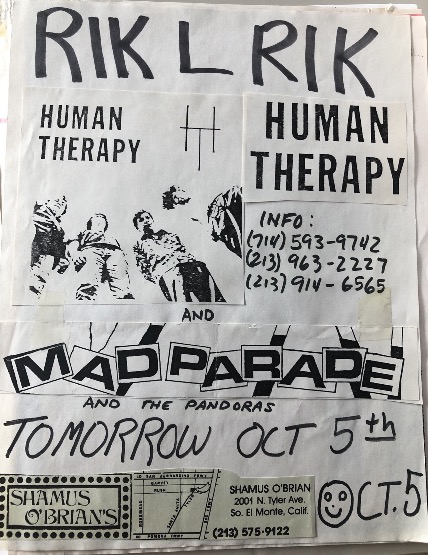 RIK L RIK
HUMAN
THERAPY
HUMAN
THERAPY
INFO:
(714) 593-9742
(213) 963-2227
(213) 914-6565
AND
MAD PARADE
AND THE PANDORAS
TOMORROW OCT 5th
SHAMUS
O'BRIAN'S
SHAMUS O'BRIAN
2001 N. Tyler Ave.
So. El Monte, Calif.
(213) 575-9122
OCT. 5